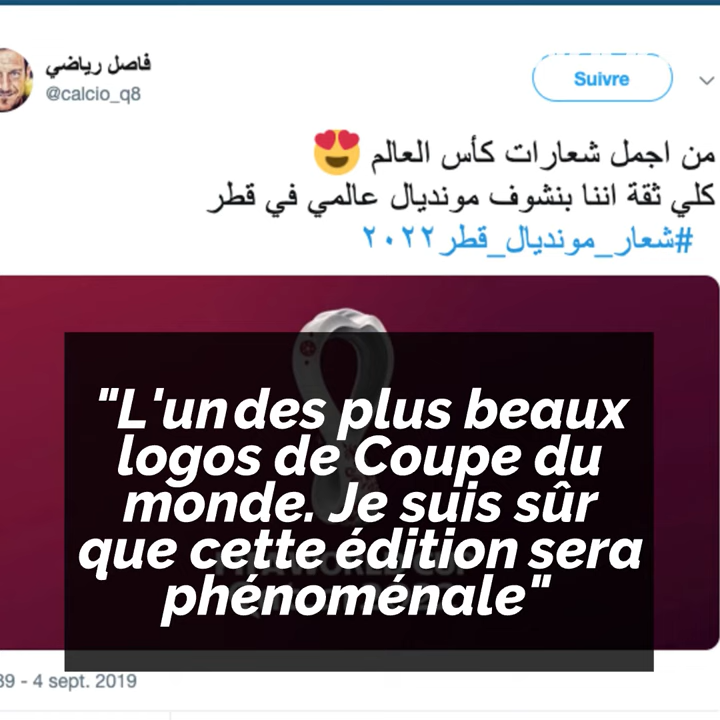 فاصل رياضي
@calcio_q8
Suivre
من اجمل شعارات كأس العالم 😍
كلي ثقة اننا بنشوف مونديال عالمي في قطر
#شعار_مونديال_قطر٢٠٢٢
"L'un des plus beaux
logos de Coupe du
monde. Je suis sûr
que cette édition sera
phénoménale"
39 - 4 sept. 2019